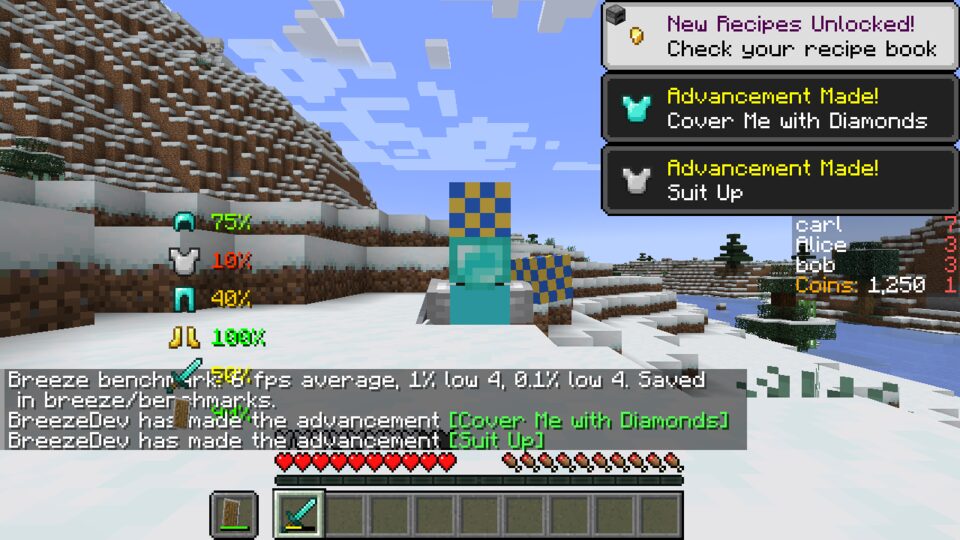 New Recipes Unlocked!
Check your recipe book
Advancement Made!
Cover Me with Diamonds
Advancement Made!
Suit Up
carl 7
Alice 3
bob 3
Coins: 1,250 1
75%
10%
40%
100%
50%
Breeze benchmark: 6 fps average, 1% low 4, 0.1% low 4. Saved
in breeze/benchmarks.
BreezeDev has made the advancement [Cover Me with Diamonds]
BreezeDev has made the advancement [Suit Up]